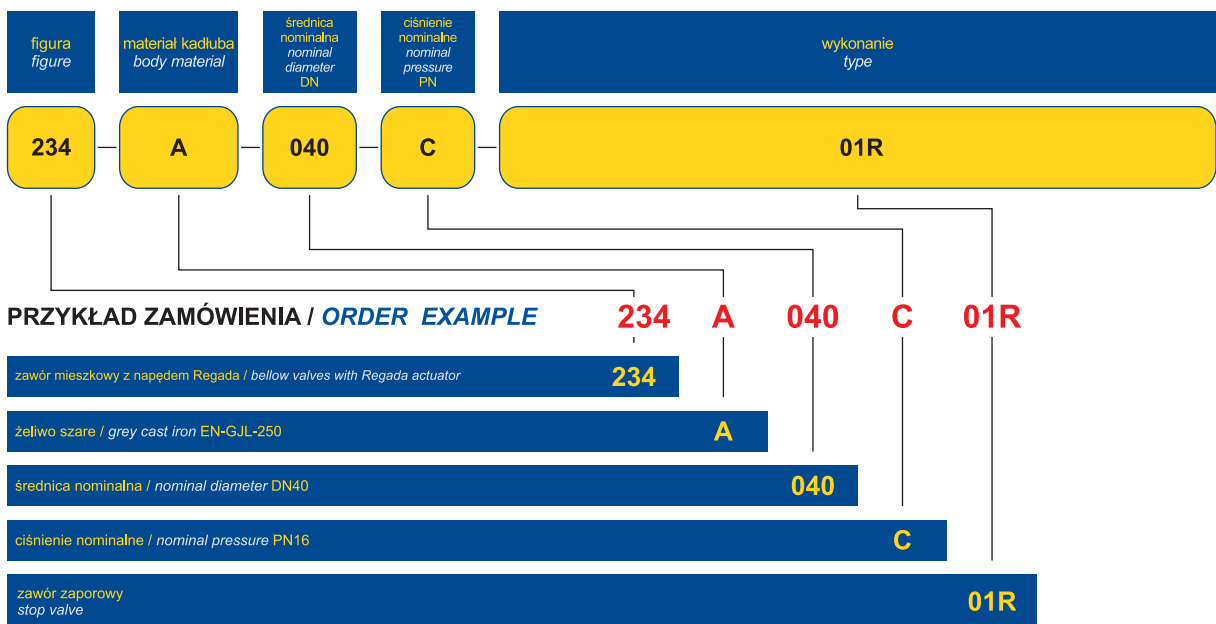 figura
figure
materiał kadłuba
body material
średnica
nominalna
nominal
diameter
DN
ciśnienie
nominalne
nominal
pressure
PN
wykonanie
type
234
A
040
C
01R
PRZYKŁAD ZAMÓWIENIA / ORDER EXAMPLE 234 A 040 C 01R
zawór mieszkowy z napędem Regada / bellow valves with Regada actuator 234
żeliwo szare / grey cast iron EN-GJL-250 A
średnica nominalna / nominal diameter DN40 040
ciśnienie nominalne / nominal pressure PN16 C
zawór zaporowy
stop valve
01R